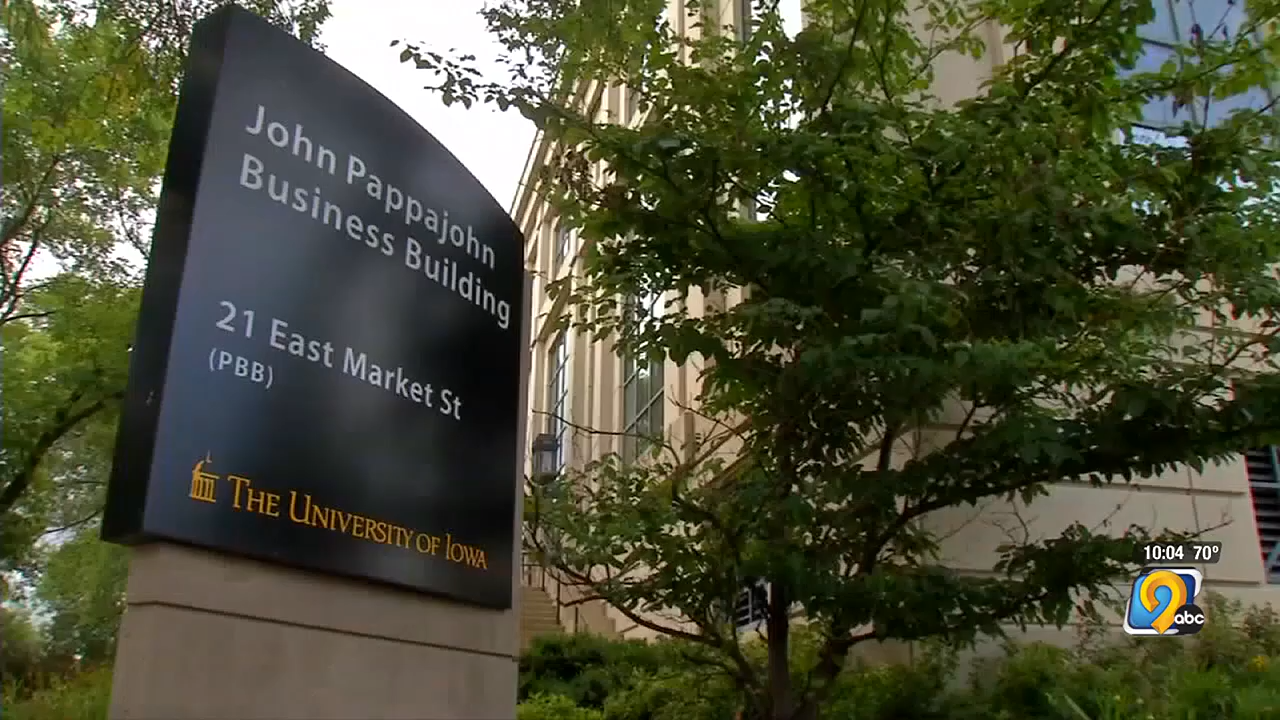 John Pappajohn
Business Building
21 East Market St
(PBB)
THE UNIVERSITY OF IOWA
10:04 70°
9
abc